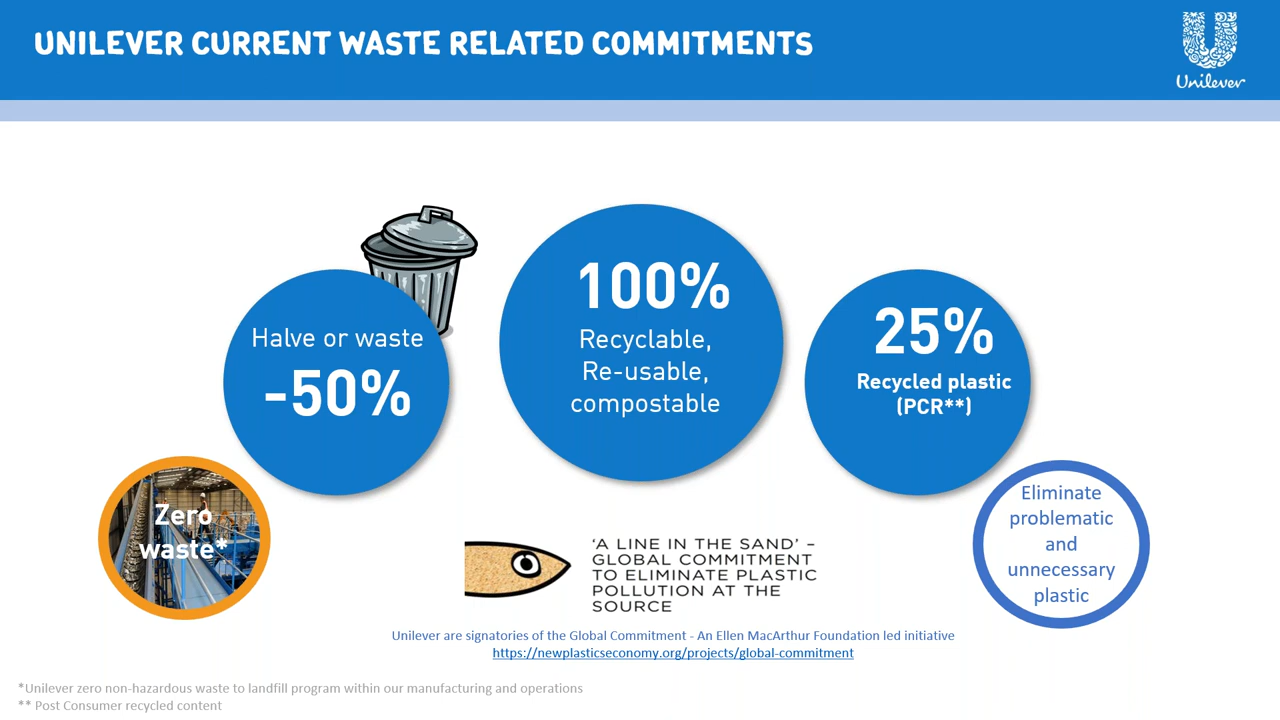 UNILEVER CURRENT WASTE RELATED COMMITMENTS
Unilever
Halve or waste
-50%
100%
Recyclable,
Re-usable,
compostable
25%
Recycled plastic
(PCR**)
Zero
waste*
‘A LINE IN THE SAND’ –
GLOBAL COMMITMENT
TO ELIMINATE PLASTIC
POLLUTION AT THE
SOURCE
Eliminate
problematic
and
unnecessary
plastic
Unilever are signatories of the Global Commitment - An Ellen MacArthur Foundation led initiative
https://newplasticseconomy.org/projects/global-commitment
*Unilever zero non-hazardous waste to landfill program within our manufacturing and operations
** Post Consumer recycled content